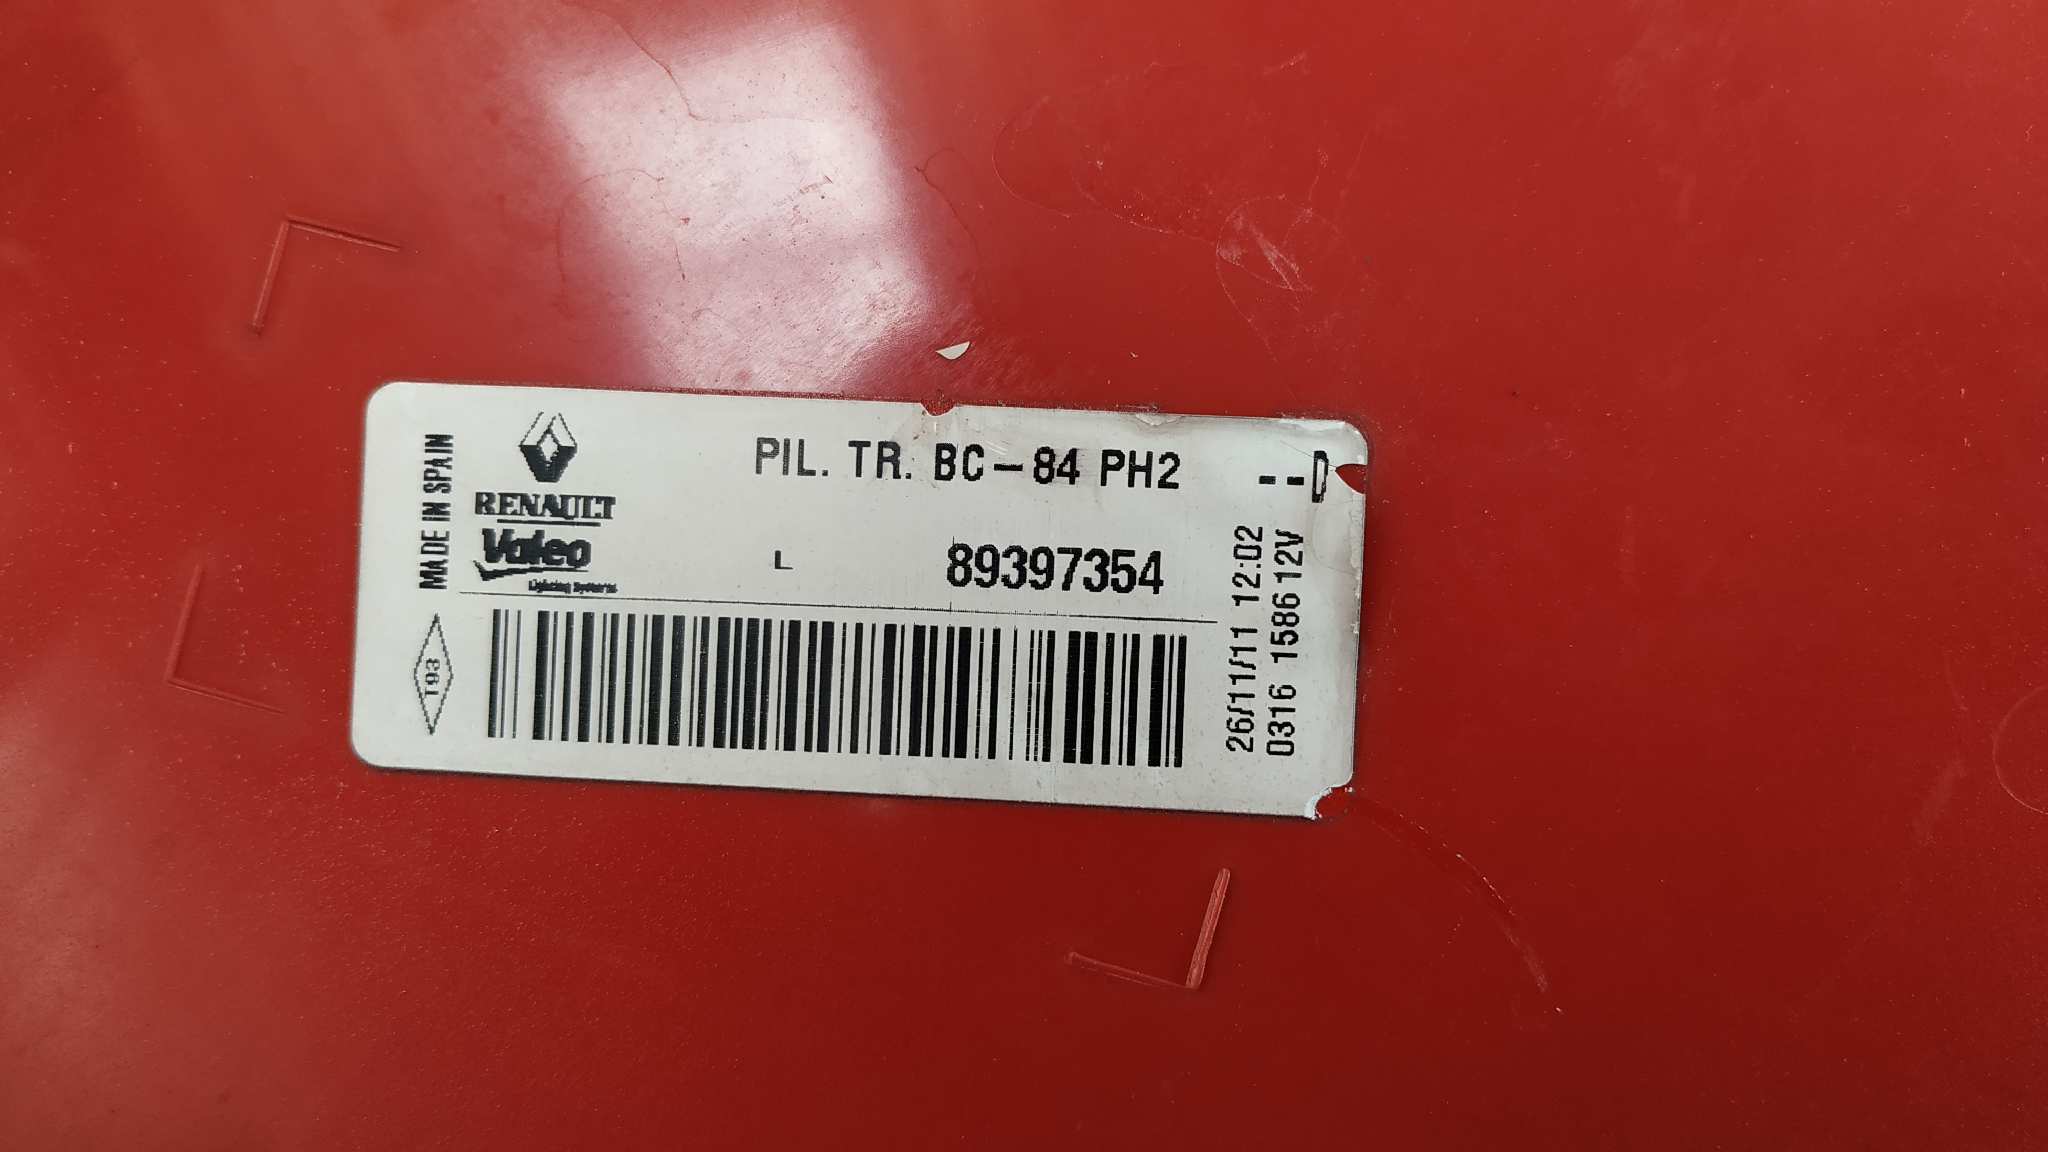 MADE IN SPAIN
RENAULT
Valeo
Lighting Systems
PIL. TR. BC-84 PH2
--D
L
89397354
T93
26/11/11 12:02
0316 1586 12V